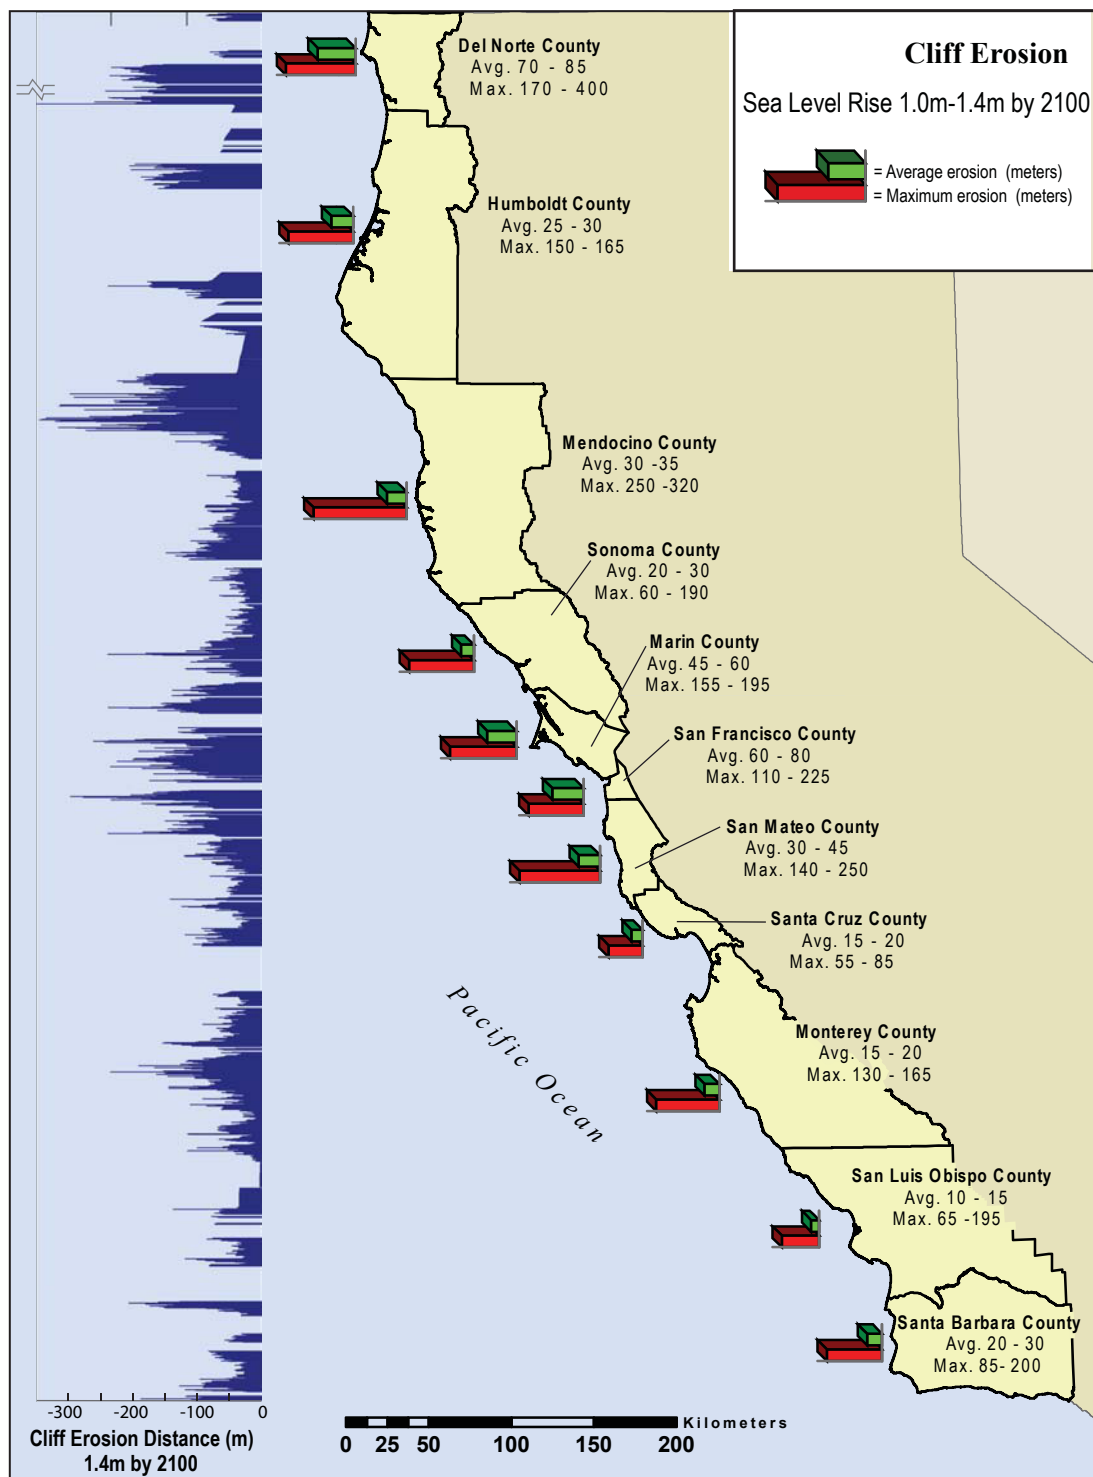 Cliff Erosion
Sea Level Rise 1.0m-1.4m by 2100
= Average erosion (meters)
= Maximum erosion (meters)
Del Norte County
Avg. 70 - 85
Max. 170 - 400
Humboldt County
Avg. 25 - 30
Max. 150 - 165
Mendocino County
Avg. 30 -35
Max. 250 -320
Sonoma County
Avg. 20 - 30
Max. 60 - 190
Marin County
Avg. 45 - 60
Max. 155 - 195
San Francisco County
Avg. 60 - 80
Max. 110 - 225
San Mateo County
Avg. 30 - 45
Max. 140 - 250
Santa Cruz County
Avg. 15 - 20
Max. 55 - 85
Pacific Ocean
Monterey County
Avg. 15 - 20
Max. 130 - 165
San Luis Obispo County
Avg. 10 - 15
Max. 65 -195
Santa Barbara County
Avg. 20 - 30
Max. 85- 200
-300 -200 -100 0
Cliff Erosion Distance (m)
1.4m by 2100
Kilometers
0 25 50 100 150 200